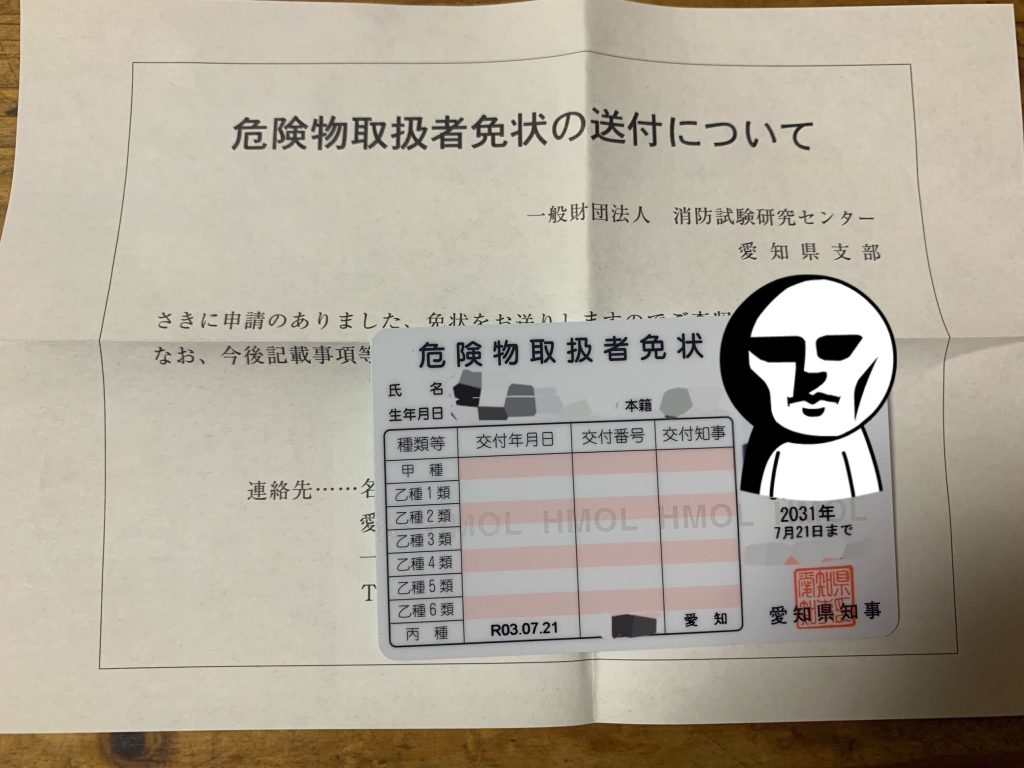 危険物取扱者免状の送付について
一般財団法人 消防試験研究センター
愛知県支部
さきに申請のありました、免状をお送りしますのでご査収
なお、今後記載事項等
連絡先……名
愛
一
T
危険物取扱者免状
氏 名
生年月日 本籍
種類等 交付年月日 交付番号 交付知事
甲 種
乙種1類
乙種2類
乙種3類
乙種4類
乙種5類
乙種6類
丙 種 R03.07.21 愛 知
HMOL HMOL HMOL HMOL
2031年
7月21日まで
愛知県知事